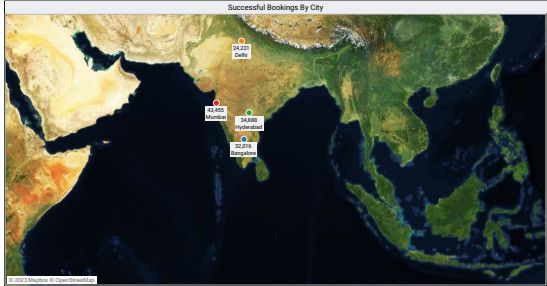 Successful Bookings By City
24,231
Delhi
43,455
Mumbai
34,888
Hyderabad
32,016
Bangalore
© 2023 Mapbox © OpenStreetMap